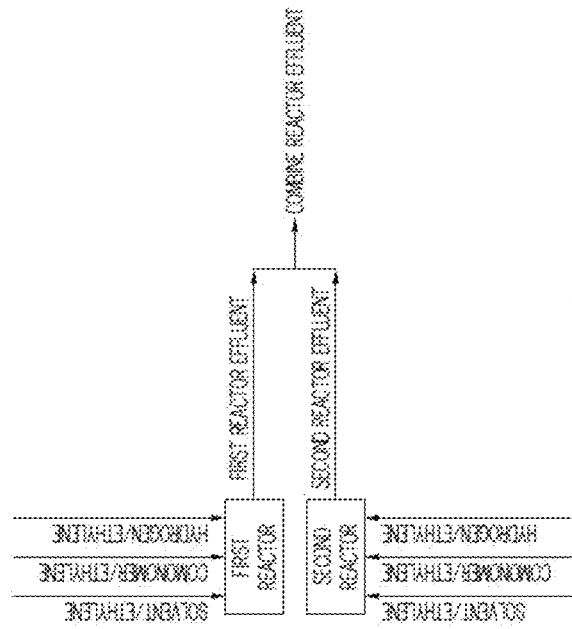 HYDROGEN/ETHYLENE
COMONOMER/ETHYLENE
SOLVENT/ETHYLENE
FIRST
REACTOR
FIRST REACTOR EFFLUENT
COMBINE REACTOR EFFLUENT
SECOND REACTOR EFFLUENT
SECOND
REACTOR
HYDROGEN/ETHYLENE
COMONOMER/ETHYLENE
SOLVENT/ETHYLENE